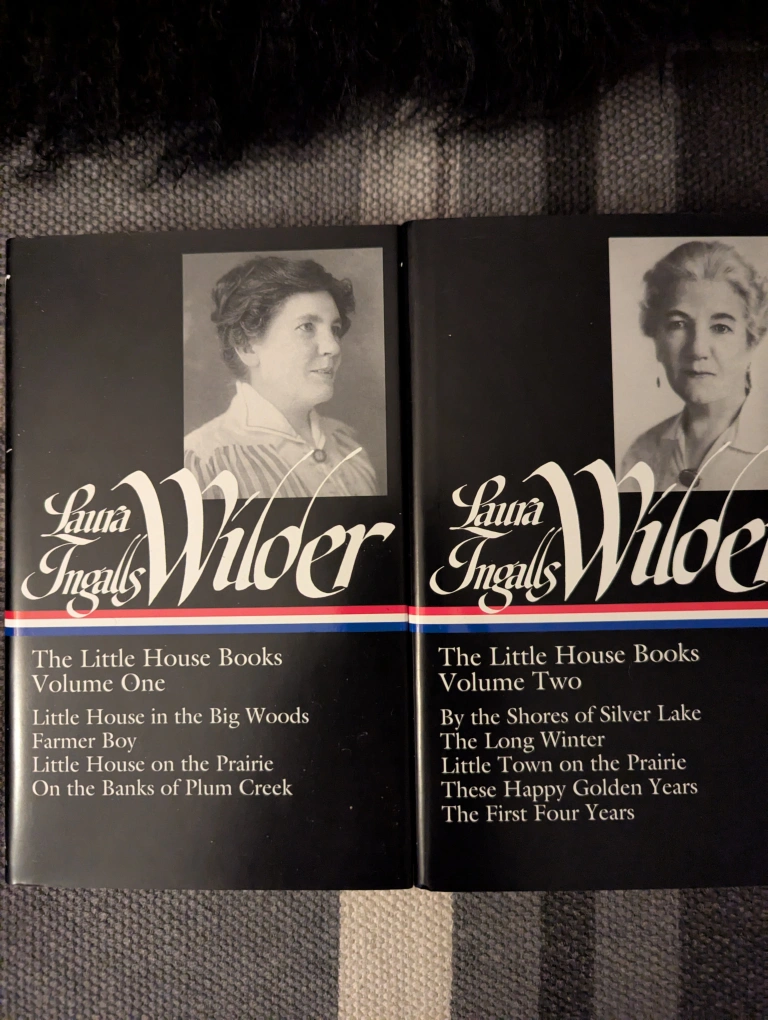 Laura
Ingalls Wilder
The Little House Books
Volume One
Little House in the Big Woods
Farmer Boy
Little House on the Prairie
On the Banks of Plum Creek
Laura
Ingalls Wilder
The Little House Books
Volume Two
By the Shores of Silver Lake
The Long Winter
Little Town on the Prairie
These Happy Golden Years
The First Four Years